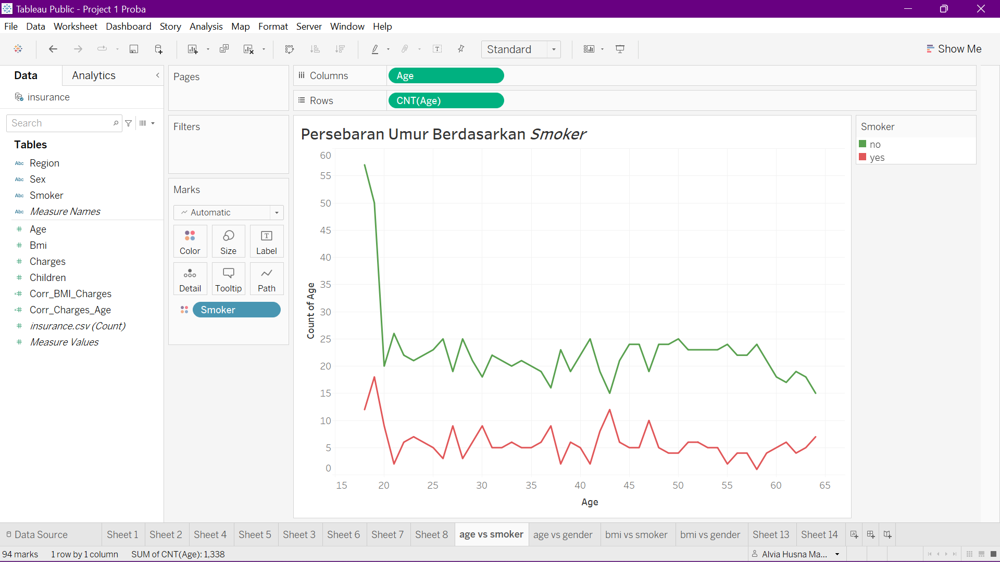 Tableau Public - Project 1 Proba
File Data Worksheet Dashboard Story Analysis Map Format Server Window Help
Standard
Show Me
Data
Analytics
insurance
Search
Tables
Abc Region
Abc Sex
Abc Smoker
Abc Measure Names
# Age
# Bmi
# Charges
# Children
=# Corr_BMI_Charges
=# Corr_Charges_Age
# insurance.csv (Count)
# Measure Values
Pages
Filters
Marks
Automatic
Color Size Label
Detail Tooltip Path
Smoker
Columns Age
Rows CNT(Age)
Persebaran Umur Berdasarkan Smoker
60
55
50
45
40
35
30
25
20
15
10
5
0
Count of Age
15 20 25 30 35 40 45 50 55 60 65
Age
Smoker
no
yes
Data Source Sheet 1 Sheet 2 Sheet 4 Sheet 5 Sheet 3 Sheet 6 Sheet 7 Sheet 8 age vs smoker age vs gender bmi vs smoker bmi vs gender Sheet 13 Sheet 14
94 marks 1 row by 1 column SUM of CNT(Age): 1,338
Alvia Husna Ma...